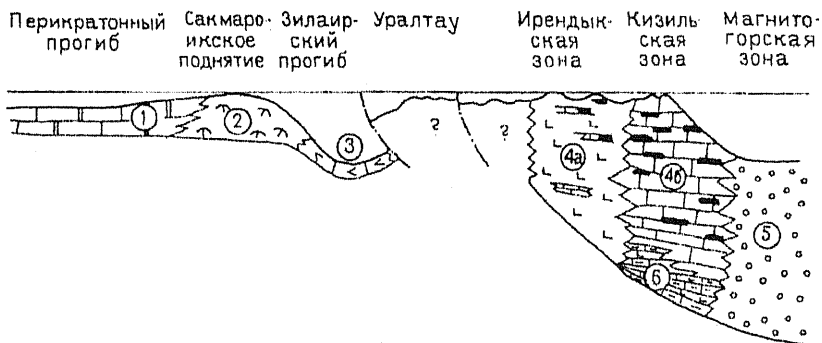 Перикратонный прогиб
Сакмаро-икское поднятие
Зилаир-ский прогиб
Уралтау
Ирендык-ская зона
Кизиль-ская зона
Магнито-горская зона
1
2
3
?
?
4а
4б
5
6